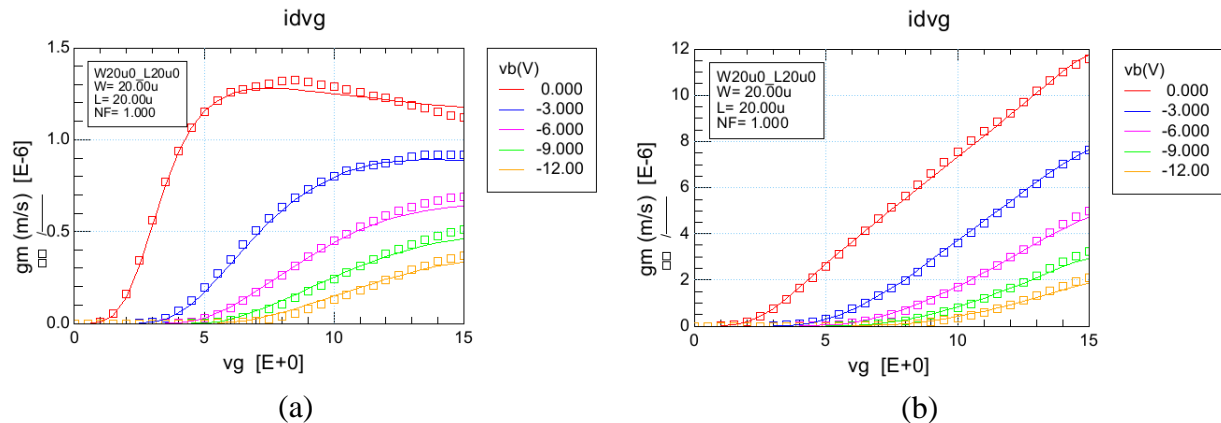 idvg
1.5
1.0
0.5
0.0
gm (m/s) [E-6]
□□ /
W20u0_L20u0
W= 20.00u
L= 20.00u
NF= 1.000
0 5 10 15
vg [E+0]
vb(V)
0.000
-3.000
-6.000
-9.000
-12.00
(a)
idvg
12
10
8
6
4
2
0
gm (m/s) [E-6]
□□ /
W20u0_L20u0
W= 20.00u
L= 20.00u
NF= 1.000
0 5 10 15
vg [E+0]
vb(V)
0.000
-3.000
-6.000
-9.000
-12.00
(b)